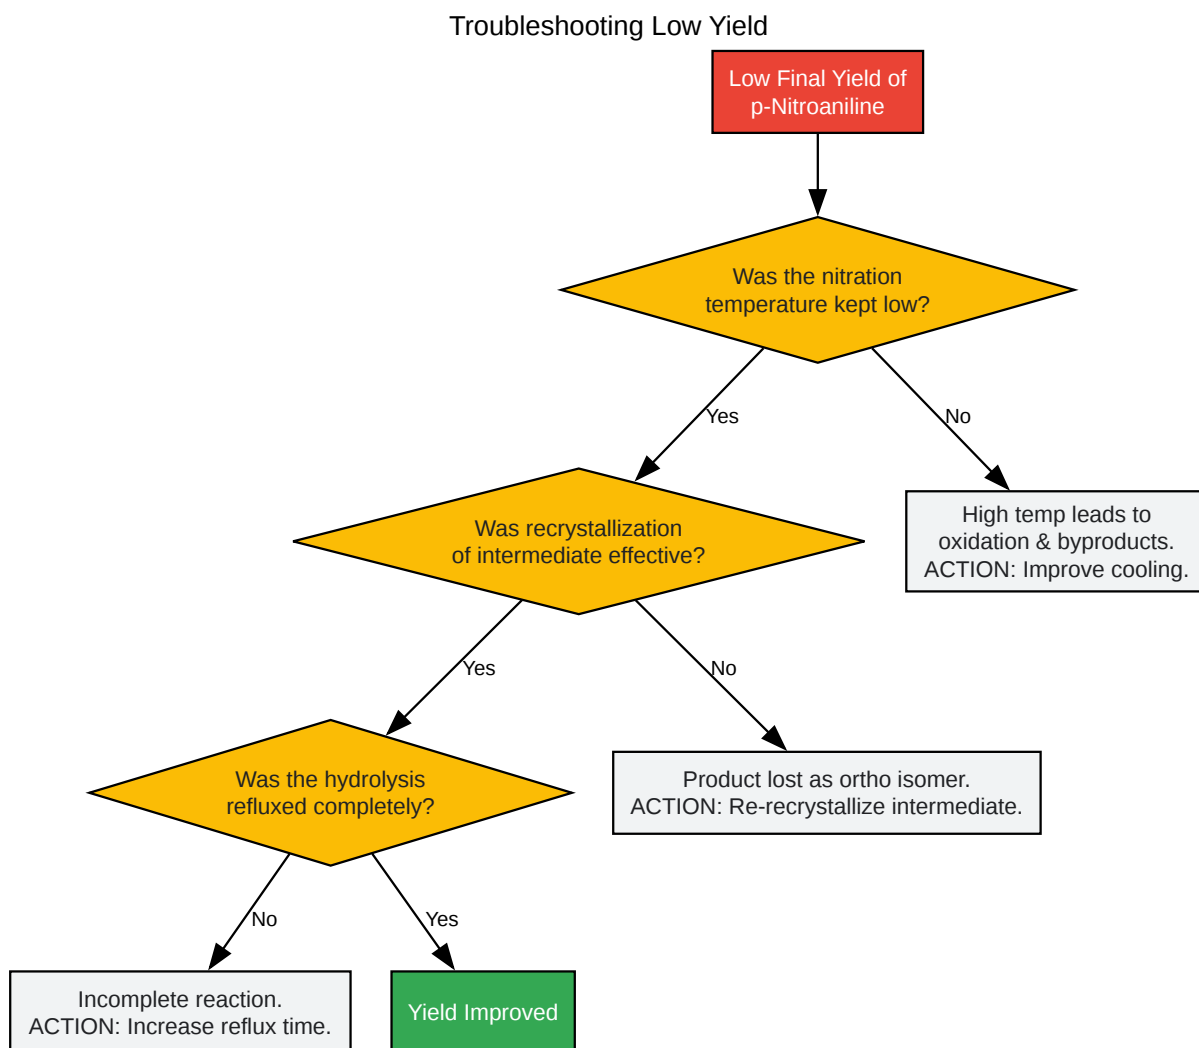 Troubleshooting Low Yield
Low Final Yield of
p-Nitroaniline
Was the nitration
temperature kept low?
Yes
No
Was recrystallization
of intermediate effective?
High temp leads to
oxidation & byproducts.
ACTION: Improve cooling.
Yes
No
Was the hydrolysis
refluxed completely?
Product lost as ortho isomer.
ACTION: Re-recrystallize intermediate.
No
Yes
Incomplete reaction.
ACTION: Increase reflux time.
Yield Improved